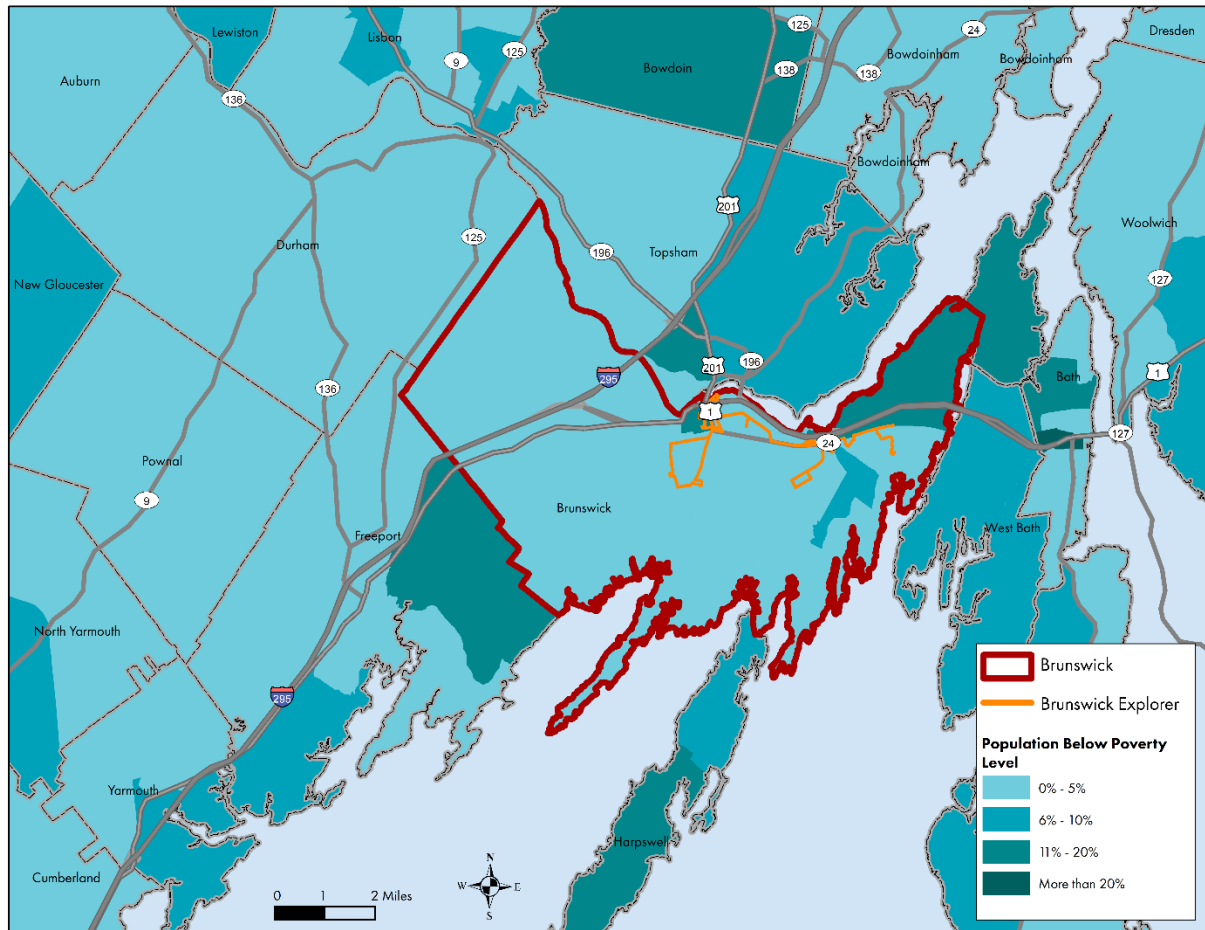 Lewiston
Lisbon
125
24
Dresden
Auburn
9
125
Bowdoin
138
138
Bowdoinham
Bowdoinham
136
Bowdoinham
201
Woolwich
Durham
125
196
Topsham
127
New Gloucester
136
295
201
196
Bath
1
1
127
24
Pownal
9
Freeport
Brunswick
West Bath
North Yarmouth
295
Yarmouth
Harpswell
Cumberland
0 1 2 Miles
N
W E
S
Brunswick
Brunswick Explorer
Population Below Poverty
Level
0% - 5%
6% - 10%
11% - 20%
More than 20%